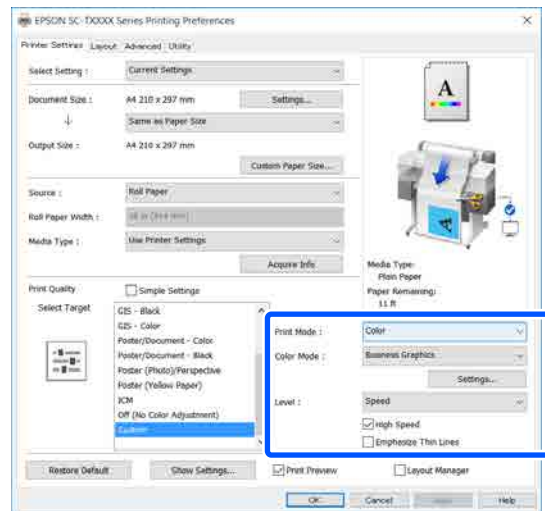 EPSON SC-TXXXX Series Printing Preferences
Printer Settings Layout Advanced Utility
Select Setting : Current Settings
Document Size : A4 210 x 297 mm Settings...
Same as Paper Size
Output Size : A4 210 x 297 mm
Custom Paper Size...
Source : Roll Paper
Roll Paper Width :
Media Type : Use Printer Settings
Acquire Info
A
Media Type:
Plain Paper
Paper Remaining:
11 ft
Print Quality Simple Settings
Select Target
GIS - Black
GIS - Color
Poster/Document - Color
Poster/Document - Black
Poster (Photo)/Perspective
Poster (Yellow Paper)
ICM
Off (No Color Adjustment)
Custom
Print Mode : Color
Color Mode : Business Graphics
Settings...
Level : Speed
High Speed
Emphasize Thin Lines
Restore Default Show Settings... Print Preview Layout Manager
OK Cancel Help